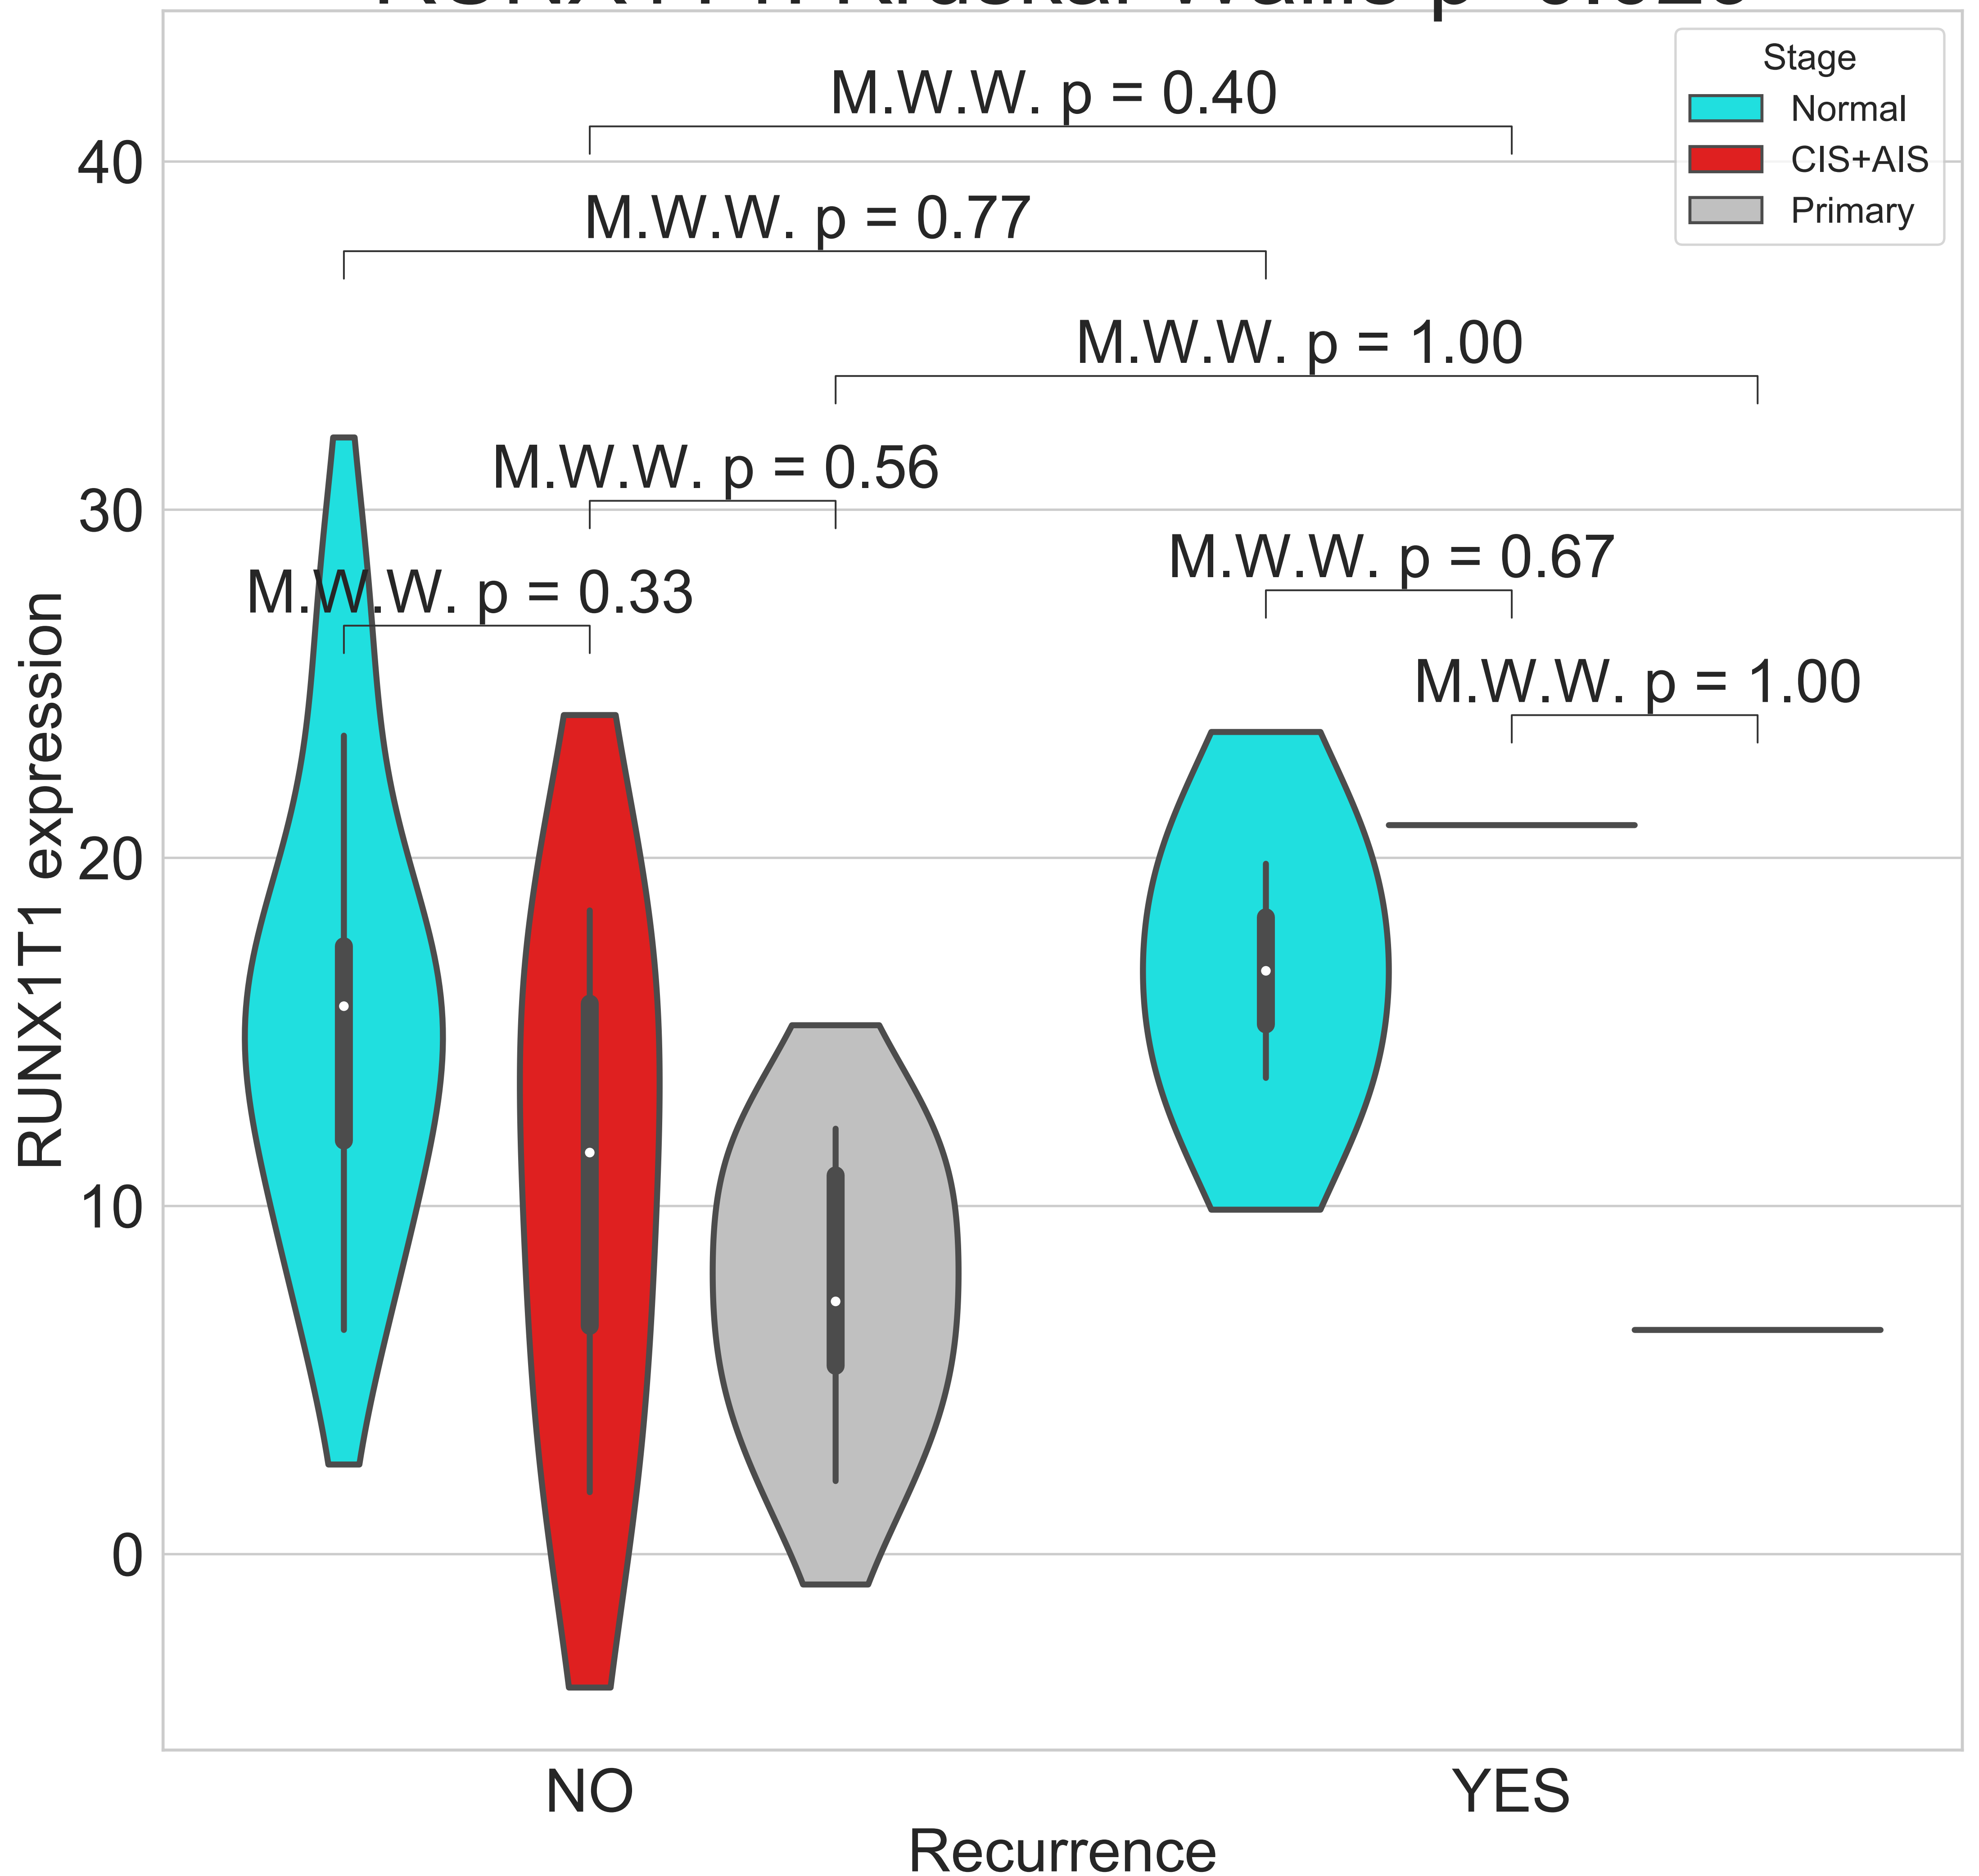 Stage
Normal
CIS+AIS
Primary
M.W.W. p = 0.40
M.W.W. p = 0.77
M.W.W. p = 1.00
M.W.W. p = 0.56
M.W.W. p = 0.67
M.W.W. p = 0.33
M.W.W. p = 1.00
40
30
20
10
0
RUNX1T1 expression
NO
YES
Recurrence